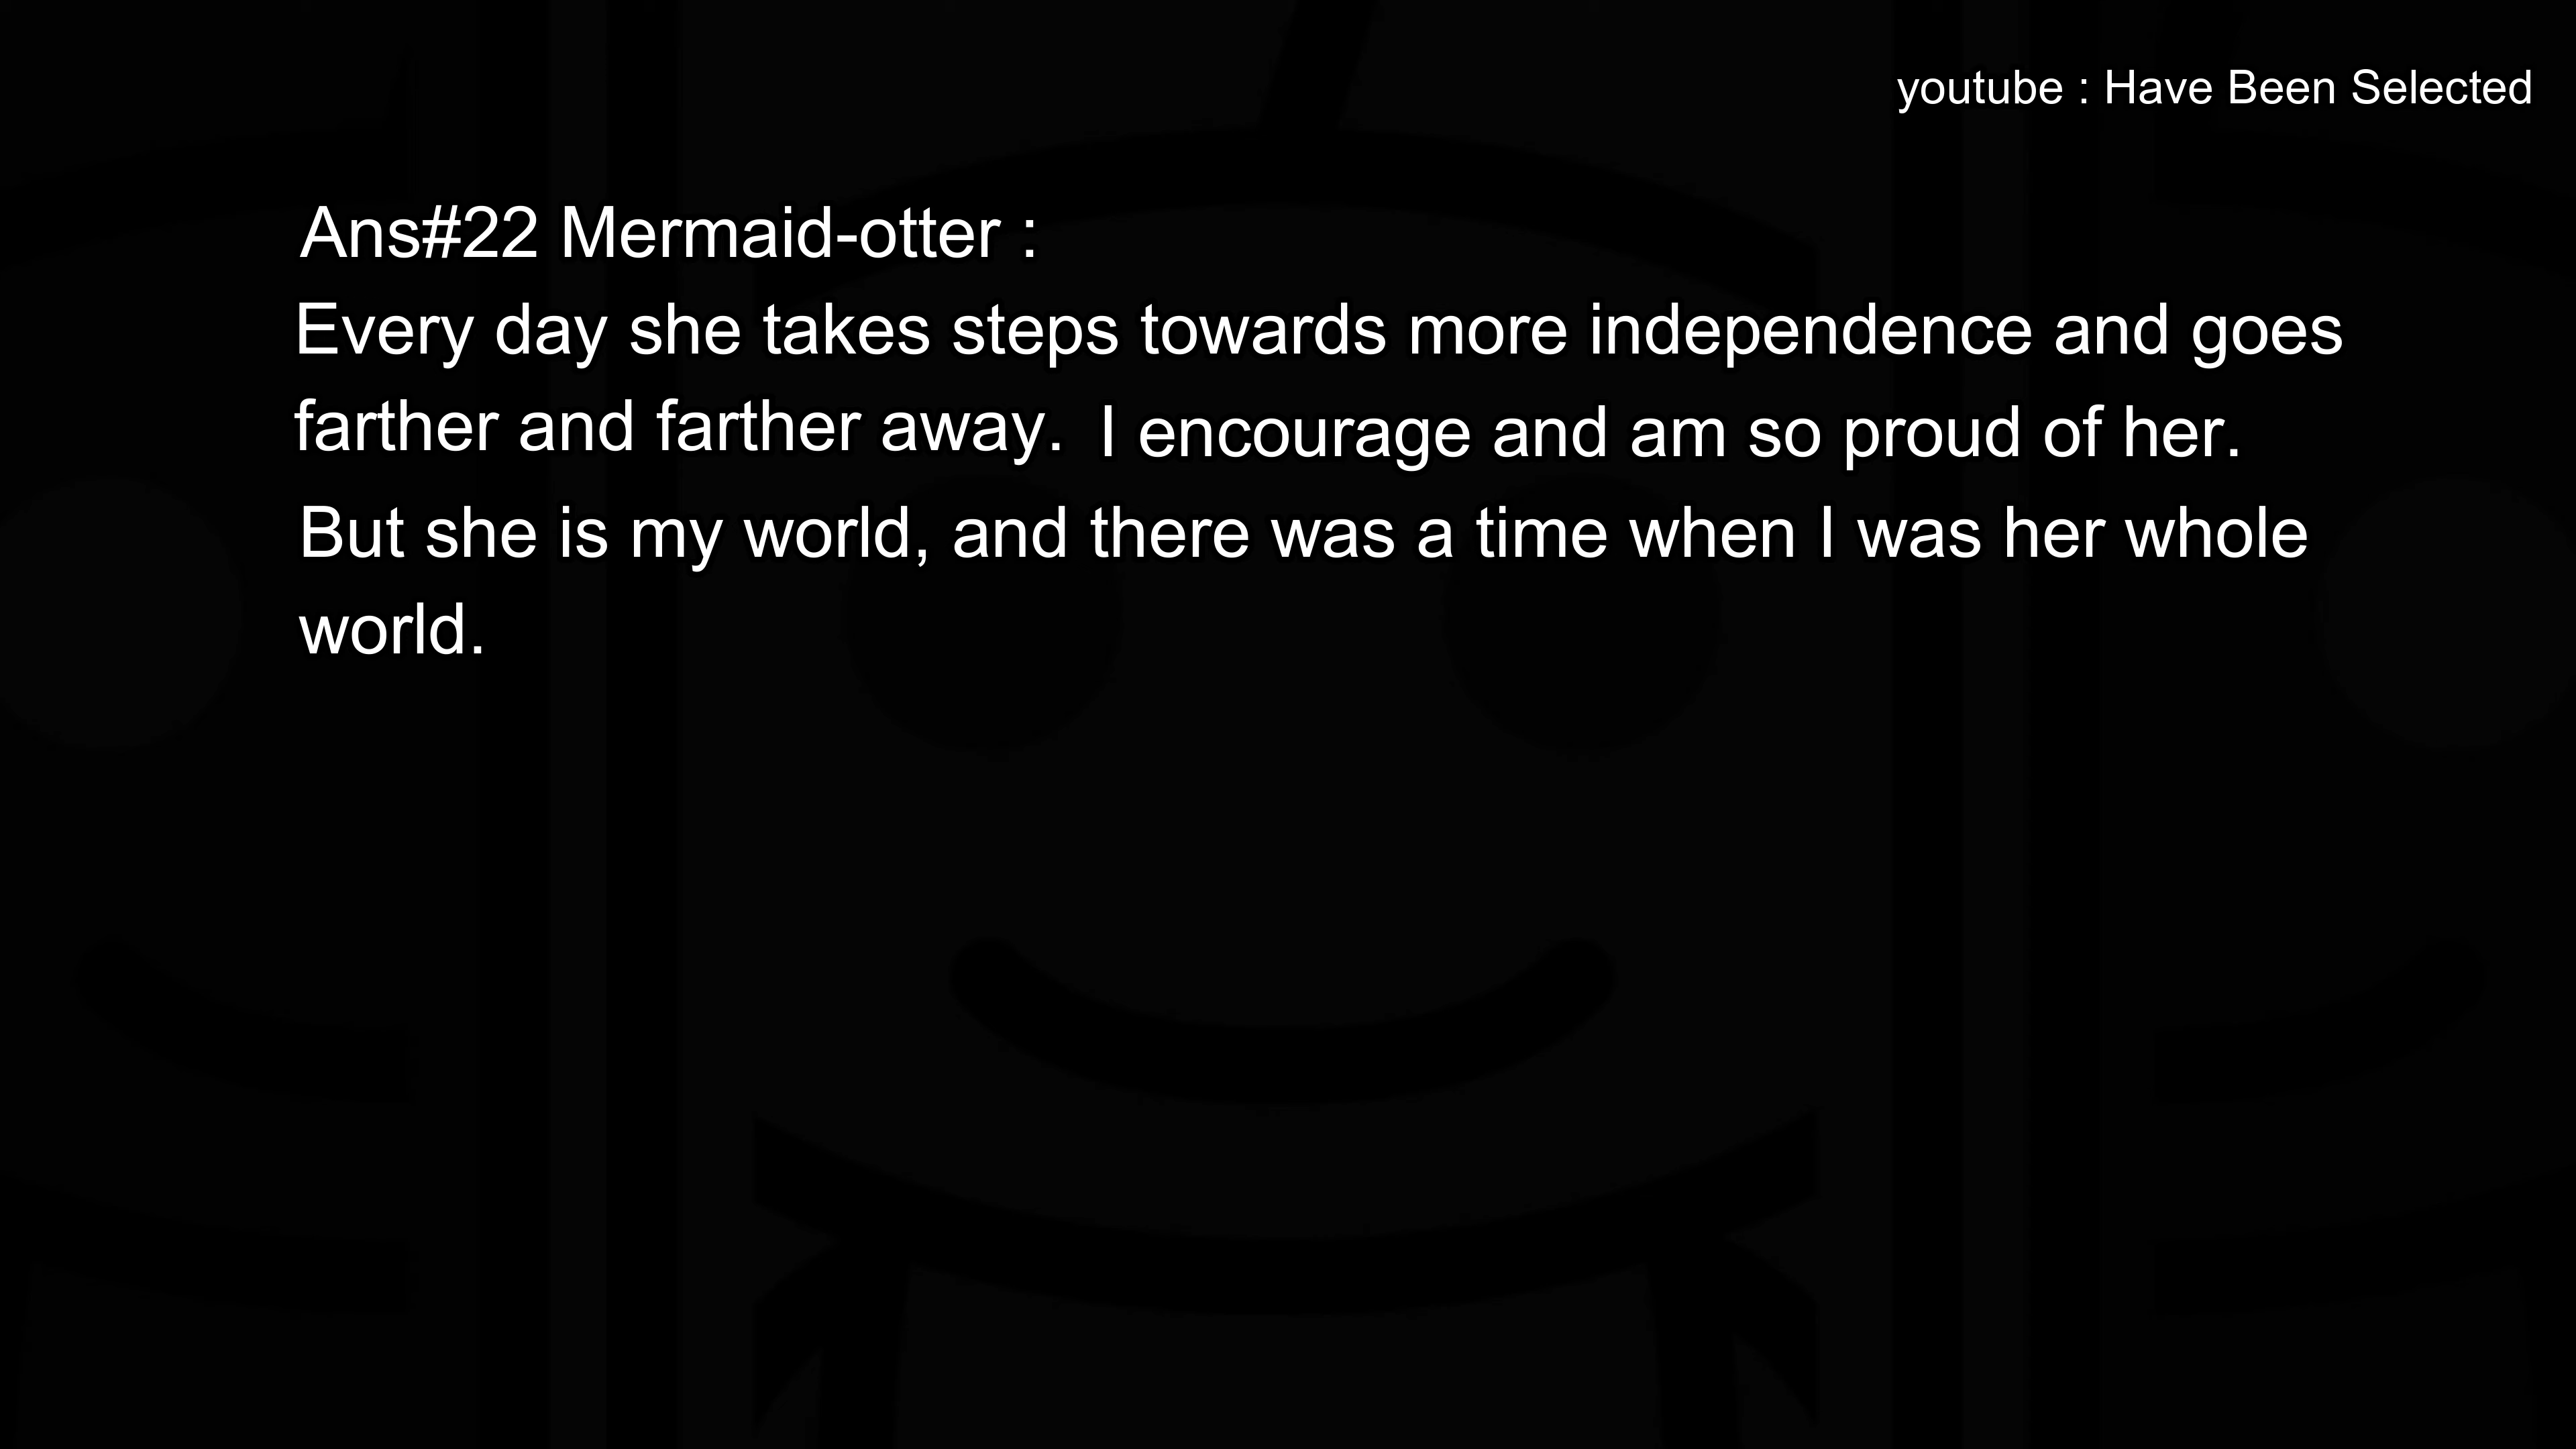 youtube : Have Been Selected
Ans#22 Mermaid-otter :
Every day she takes steps towards more independence and goes
farther and farther away. I encourage and am so proud of her.
But she is my world, and there was a time when I was her whole
world.